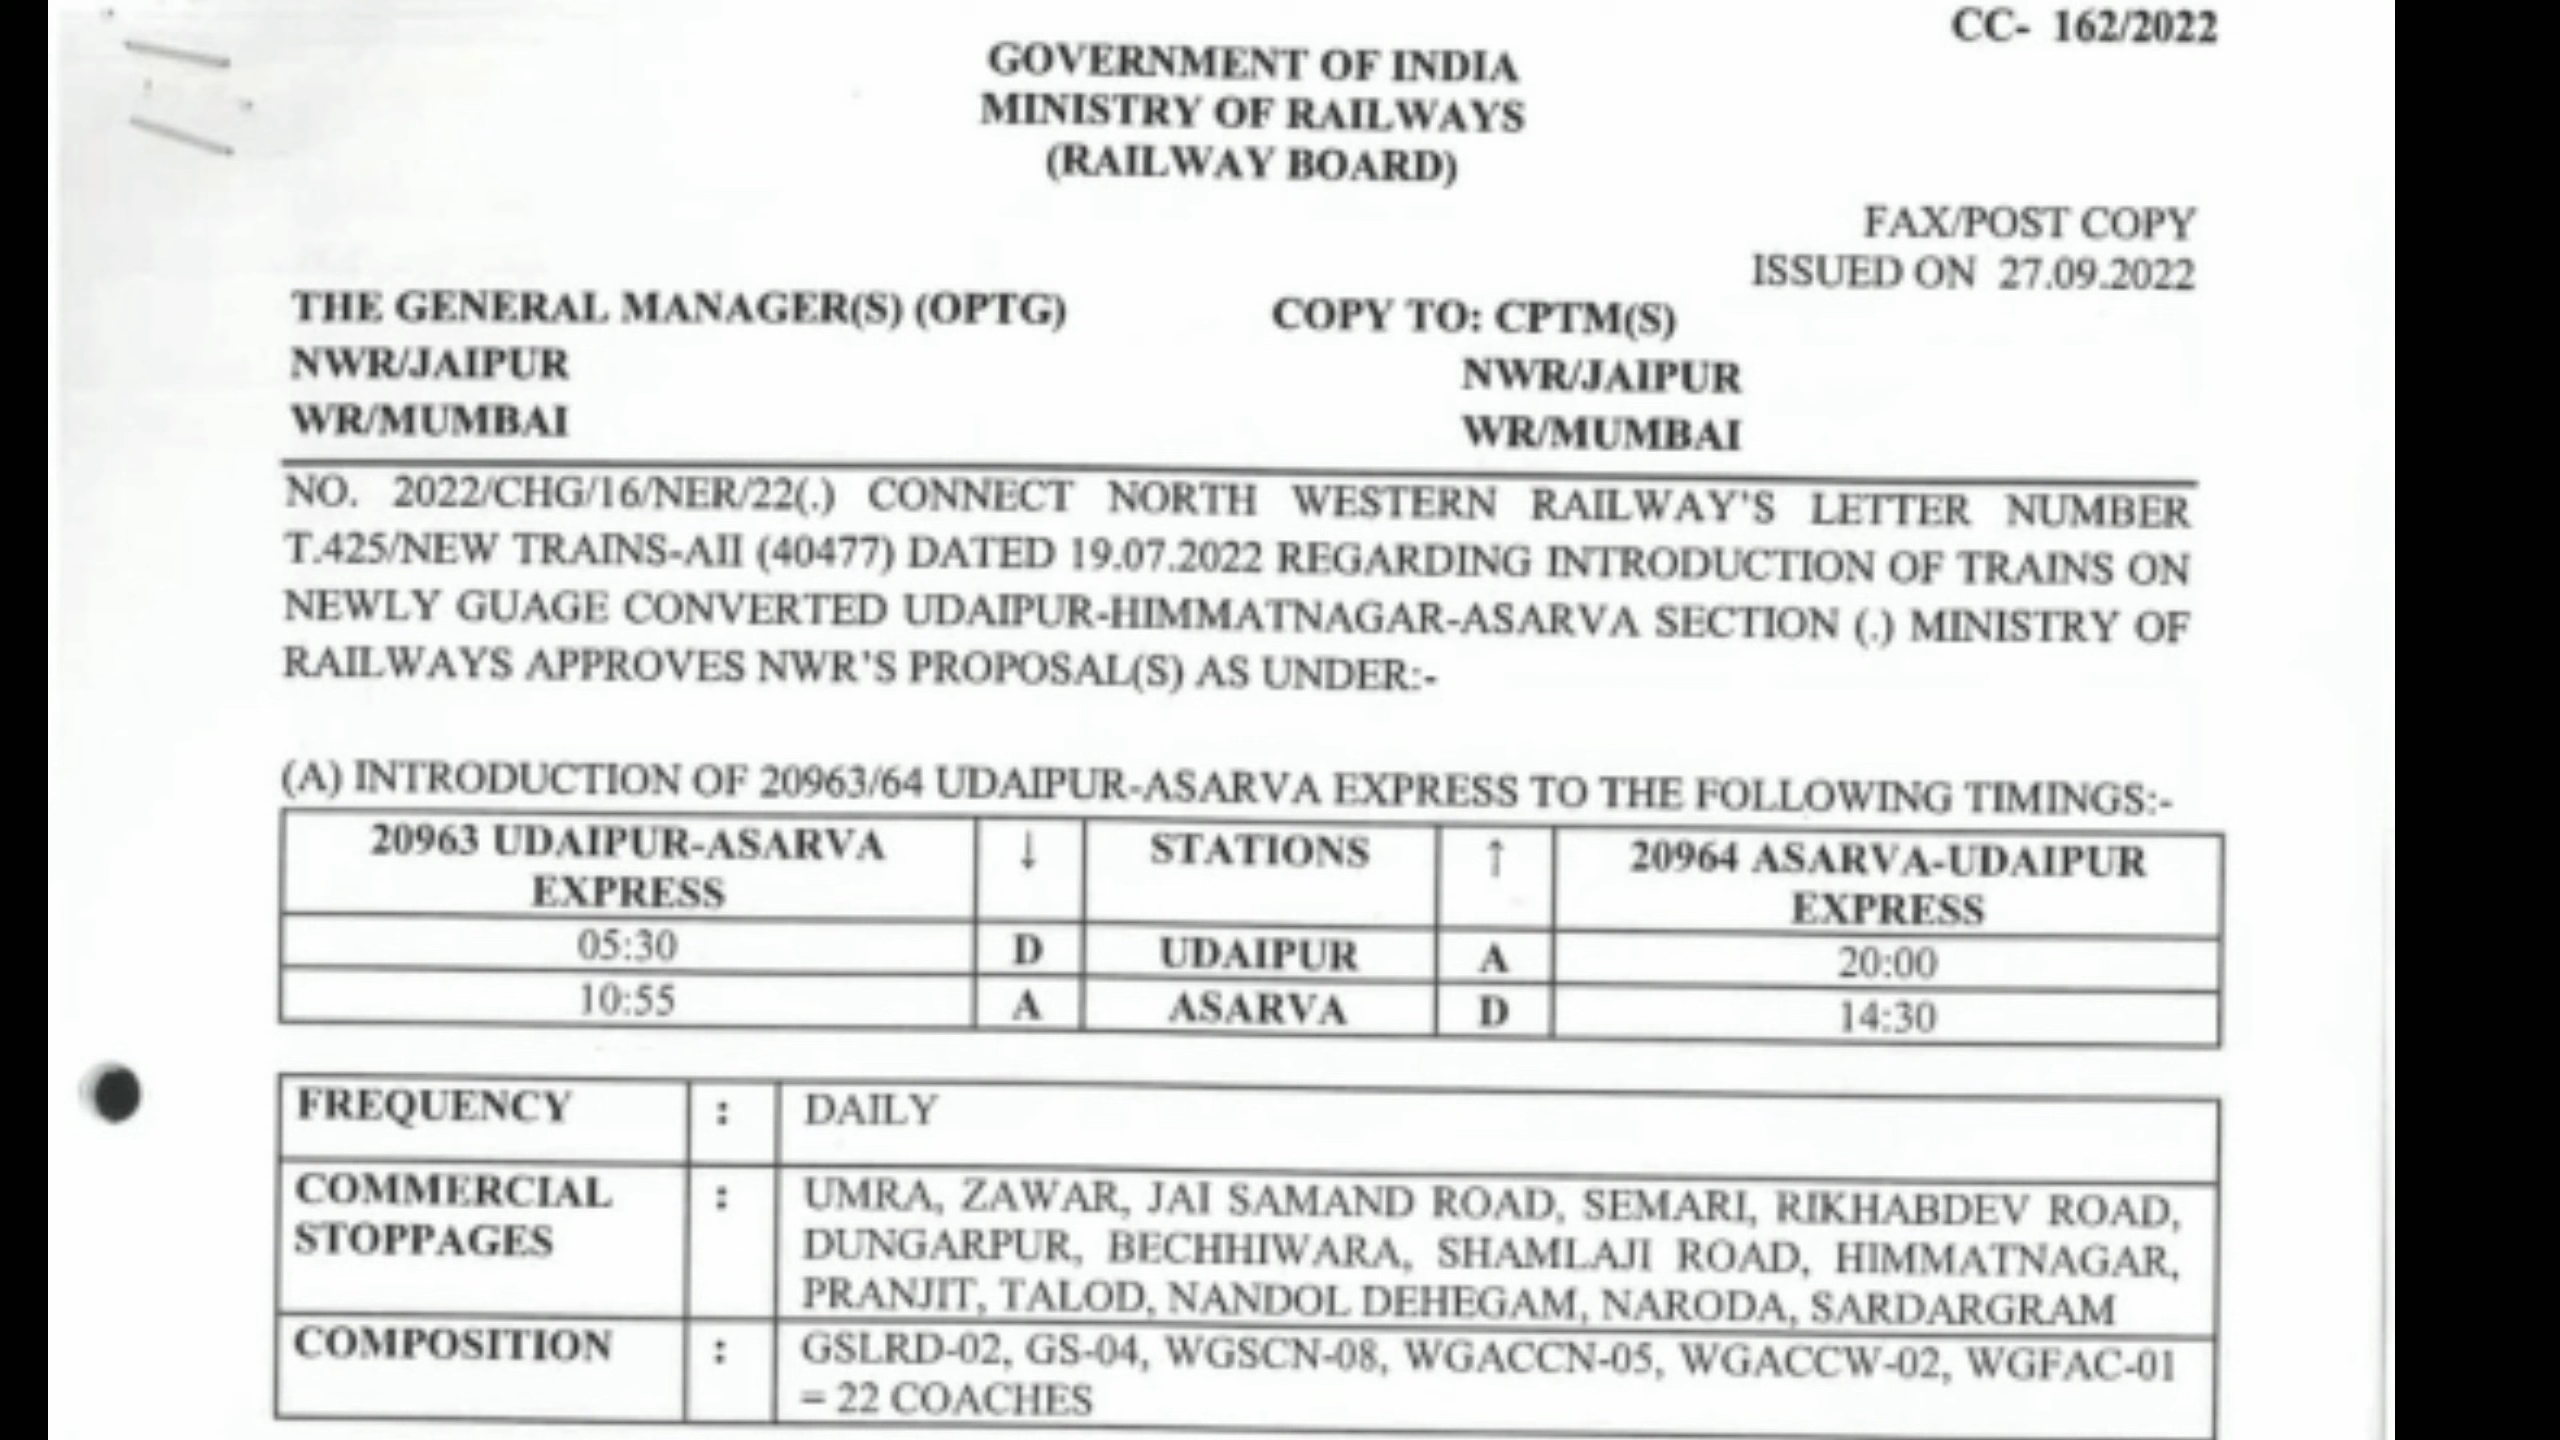 CC- 162/2022
GOVERNMENT OF INDIA
MINISTRY OF RAILWAYS
(RAILWAY BOARD)
FAX/POST COPY
ISSUED ON 27.09.2022
THE GENERAL MANAGER(S) (OPTG) COPY TO: CPTM(S)
NWR/JAIPUR NWR/JAIPUR
WR/MUMBAI WR/MUMBAI
NO. 2022/CHG/16/NER/22(.) CONNECT NORTH WESTERN RAILWAY'S LETTER NUMBER
T.425/NEW TRAINS-AII (40477) DATED 19.07.2022 REGARDING INTRODUCTION OF TRAINS ON
NEWLY GUAGE CONVERTED UDAIPUR-HIMMATNAGAR-ASARVA SECTION (.) MINISTRY OF
RAILWAYS APPROVES NWR'S PROPOSAL(S) AS UNDER:-
(A) INTRODUCTION OF 20963/64 UDAIPUR-ASARVA EXPRESS TO THE FOLLOWING TIMINGS:-
20963 UDAIPUR-ASARVA ↓ STATIONS ↑ 20964 ASARVA-UDAIPUR
EXPRESS EXPRESS
05:30 D UDAIPUR A 20:00
10:55 A ASARVA D 14:30
FREQUENCY : DAILY
COMMERCIAL : UMRA, ZAWAR, JAI SAMAND ROAD, SEMARI, RIKHABDEV ROAD,
STOPPAGES DUNGARPUR, BECHHIWARA, SHAMLAJI ROAD, HIMMATNAGAR,
PRANJIT, TALOD, NANDOL DEHEGAM, NARODA, SARDARGRAM
COMPOSITION : GSLRD-02, GS-04, WGSCN-08, WGACCN-05, WGACCW-02, WGFAC-01
= 22 COACHES